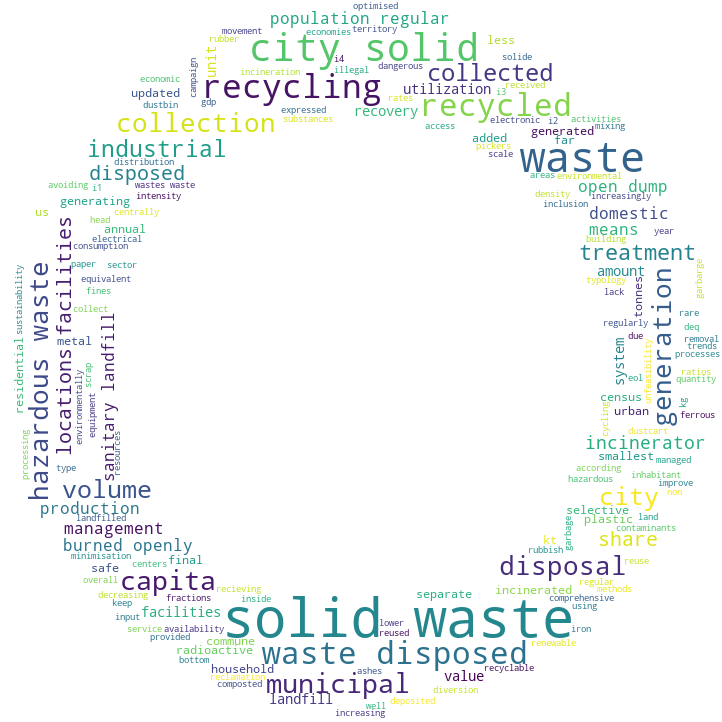 optimised
population regular
movement economies territory
rubber
city solid
less
unit
i4
solide
campaign
incineration
illegal
dangerous
collected
economic
recycling
utilization
i3
received
updated
dustbin
gdp
expressed
rates
recycled
substances
recovery
electronic
i2
activities
collection
access
added
generated
mixing
pickers
far
industrial
scale
waste
distribution
disposed
areas
environmental
avoiding
i1
wastes waste
open dump
intensity
density
increasingly
generating
inclusion
domestic
us
centrally
head
annual
means
year
electrical
building
consumption
treatment
paper
sector
amount
garbarge
equivalent
typology
lack
tonnes
fines
sustainability
collect
rare
regularly
deq
metal
due
removal
trends
system
processes
residential
hazardous waste
locations facilities
sanitary landfill
environmentally
scrap
equipment
resources
generation
unfeasibility
eol
ratios
quantity
census
kg
urban
ferrous
cycling
dustcart
incinerator
processing
type
smallest
managed
according
inhabitant
hazardous
improve
volume
city
non
production
selective
landfilled
plastic
land
contaminants
management
share
kt
garbage
burned openly
rubbish
minimisation
final
centers
disposal
reuse
safe
overall
capita
recieving
incinerated
regular
methods
decreasing
fractions
inside
separate
comprehensive
keep
using
facilities
solid waste
input
service
availability
lower
iron
provided
commune
reused
renewable
radioactive
waste disposed
bottom
household
ashes
recyclable
composted
reclamation
municipal
value
diversion
landfill
well
deposited
increasing